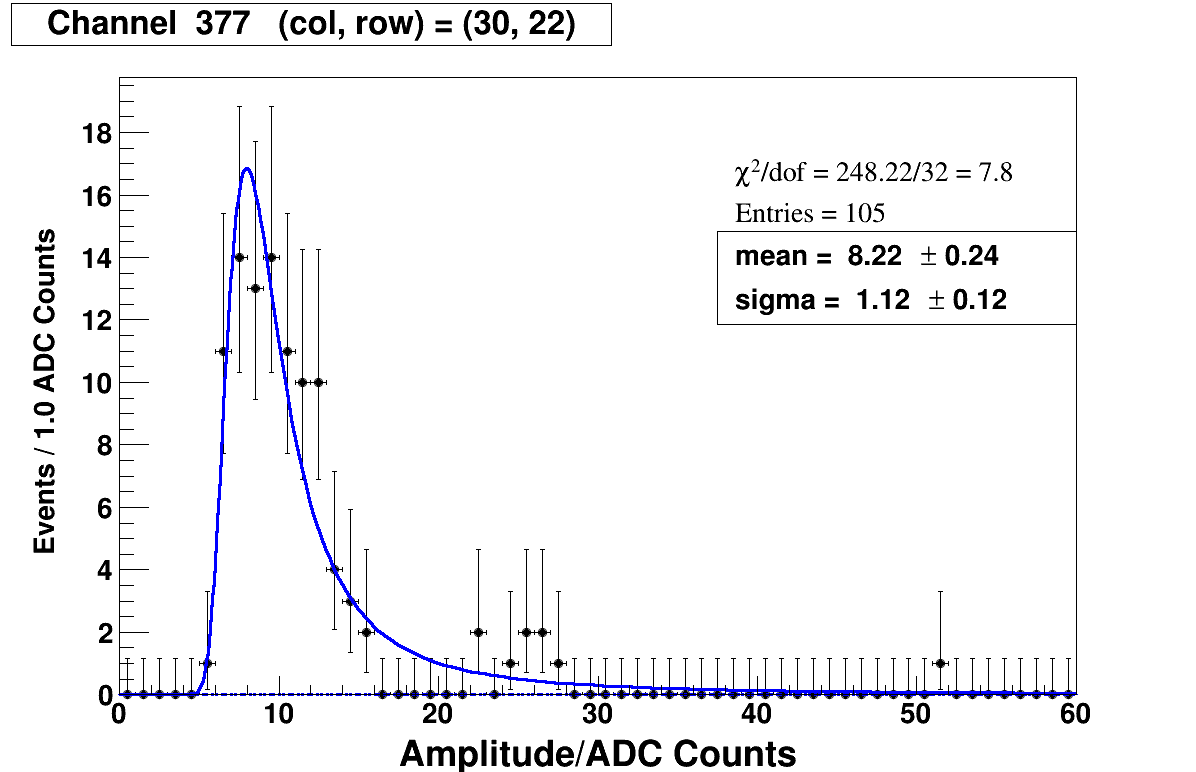 Channel 377 (col, row) = (30, 22)
χ²/dof = 248.22/32 = 7.8
Entries = 105
mean = 8.22 ± 0.24
sigma = 1.12 ± 0.12
Events / 1.0 ADC Counts
18
16
14
12
10
8
6
4
2
0
0 10 20 30 40 50 60
Amplitude/ADC Counts